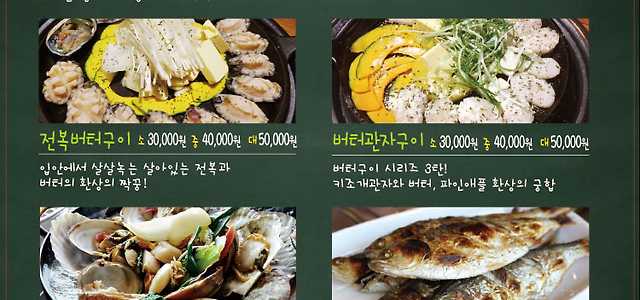 전복버터구이 소 30,000원 중 40,000원 대 50,000원
입안에서 살살녹는 살아있는 전복과
버터의 환상의 짝꿍!
버터관자구이 소 30,000원 중 40,000원 대 50,000원
버터구이 시리즈 3탄!
키조개관자와 버터, 파인애플 환상의 궁합